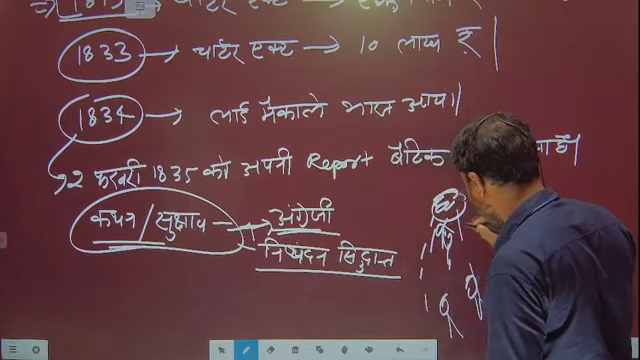 1833 → चार्टर एक्ट → 10 लाख ₹
1834 → लार्ड मैकाले भारत आया।
2 फरवरी 1835 को अपनी Report बैंटिक
कथन / सुझाव → अंग्रेजी
निष्यंदन सिद्धान्त